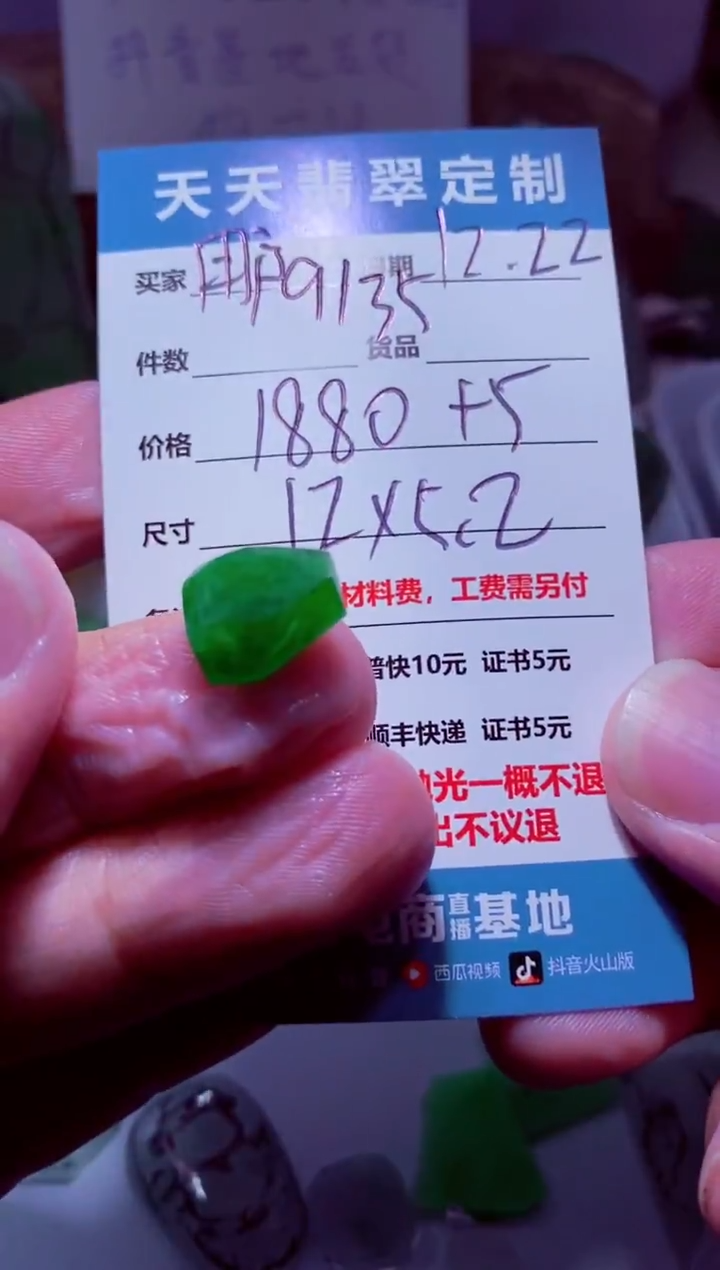 天天翡翠定制
买家 用户9135 日期 12.22
件数 货品
价格 1880 +5
尺寸 12×5.2
材料费，工费需另付
普快10元 证书5元
顺丰快递 证书5元
抛光一概不退
出不议退
电商直播基地
西瓜视频 抖音火山版